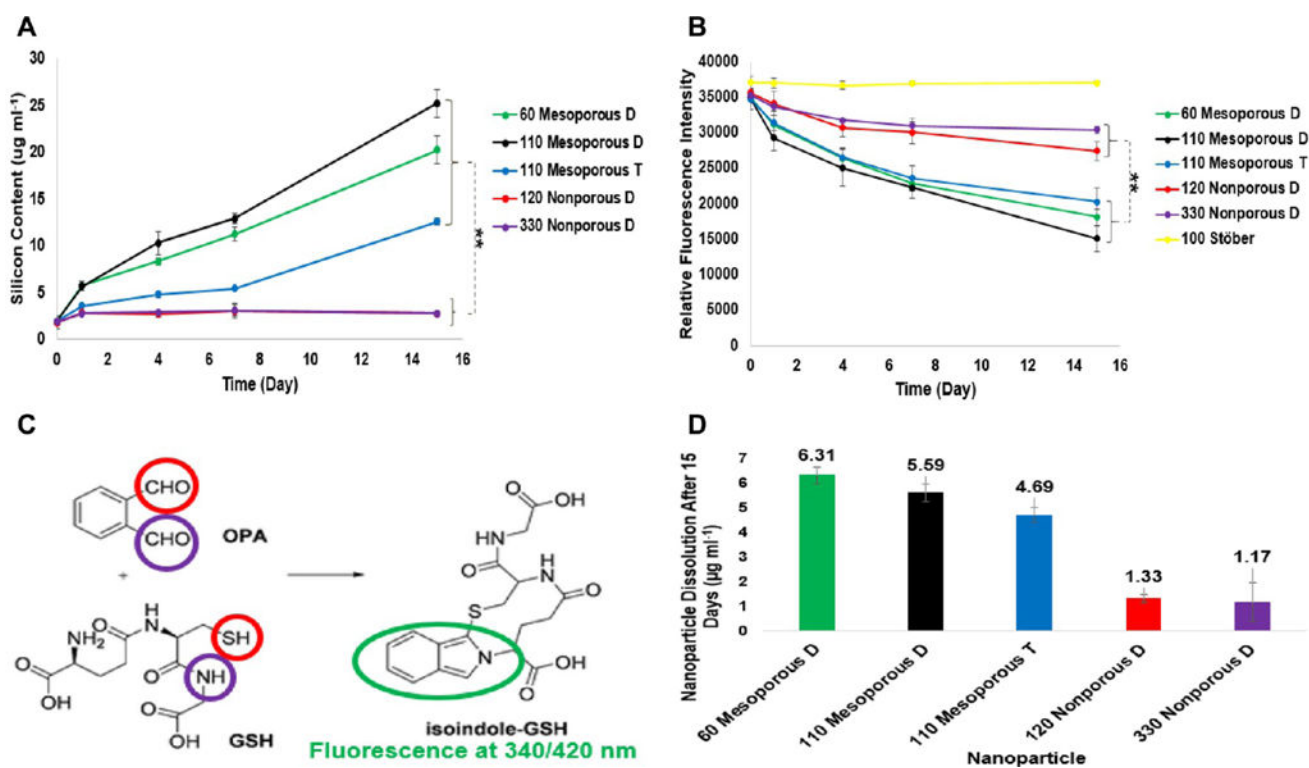 A
30
25
20
15
10
5
0
Silicon Content (ug ml⁻¹)
0 2 4 6 8 10 12 14 16
Time (Day)
60 Mesoporous D
110 Mesoporous D
110 Mesoporous T
120 Nonporous D
330 Nonporous D
**
B
40000
35000
30000
25000
20000
15000
10000
5000
0
Relative Fluorescence Intensity
0 2 4 6 8 10 12 14 16
Time (Day)
60 Mesoporous D
110 Mesoporous D
110 Mesoporous T
120 Nonporous D
330 Nonporous D
100 Stöber
**
C
CHO
CHO
OPA
+
NH₂
O
OH
O
H
N
SH
O
NH
O
OH
GSH
O
OH
HN
O
H
N
O
S
N
O
OH
isoindole-GSH
Fluorescence at 340/420 nm
D
Nanoparticle Dissolution After 15
Days (µg ml⁻¹)
7
6
5
4
3
2
1
0
6.31
5.59
4.69
1.33
1.17
60 Mesoporous D
110 Mesoporous D
110 Mesoporous T
120 Nonporous D
330 Nonporous D
Nanoparticle